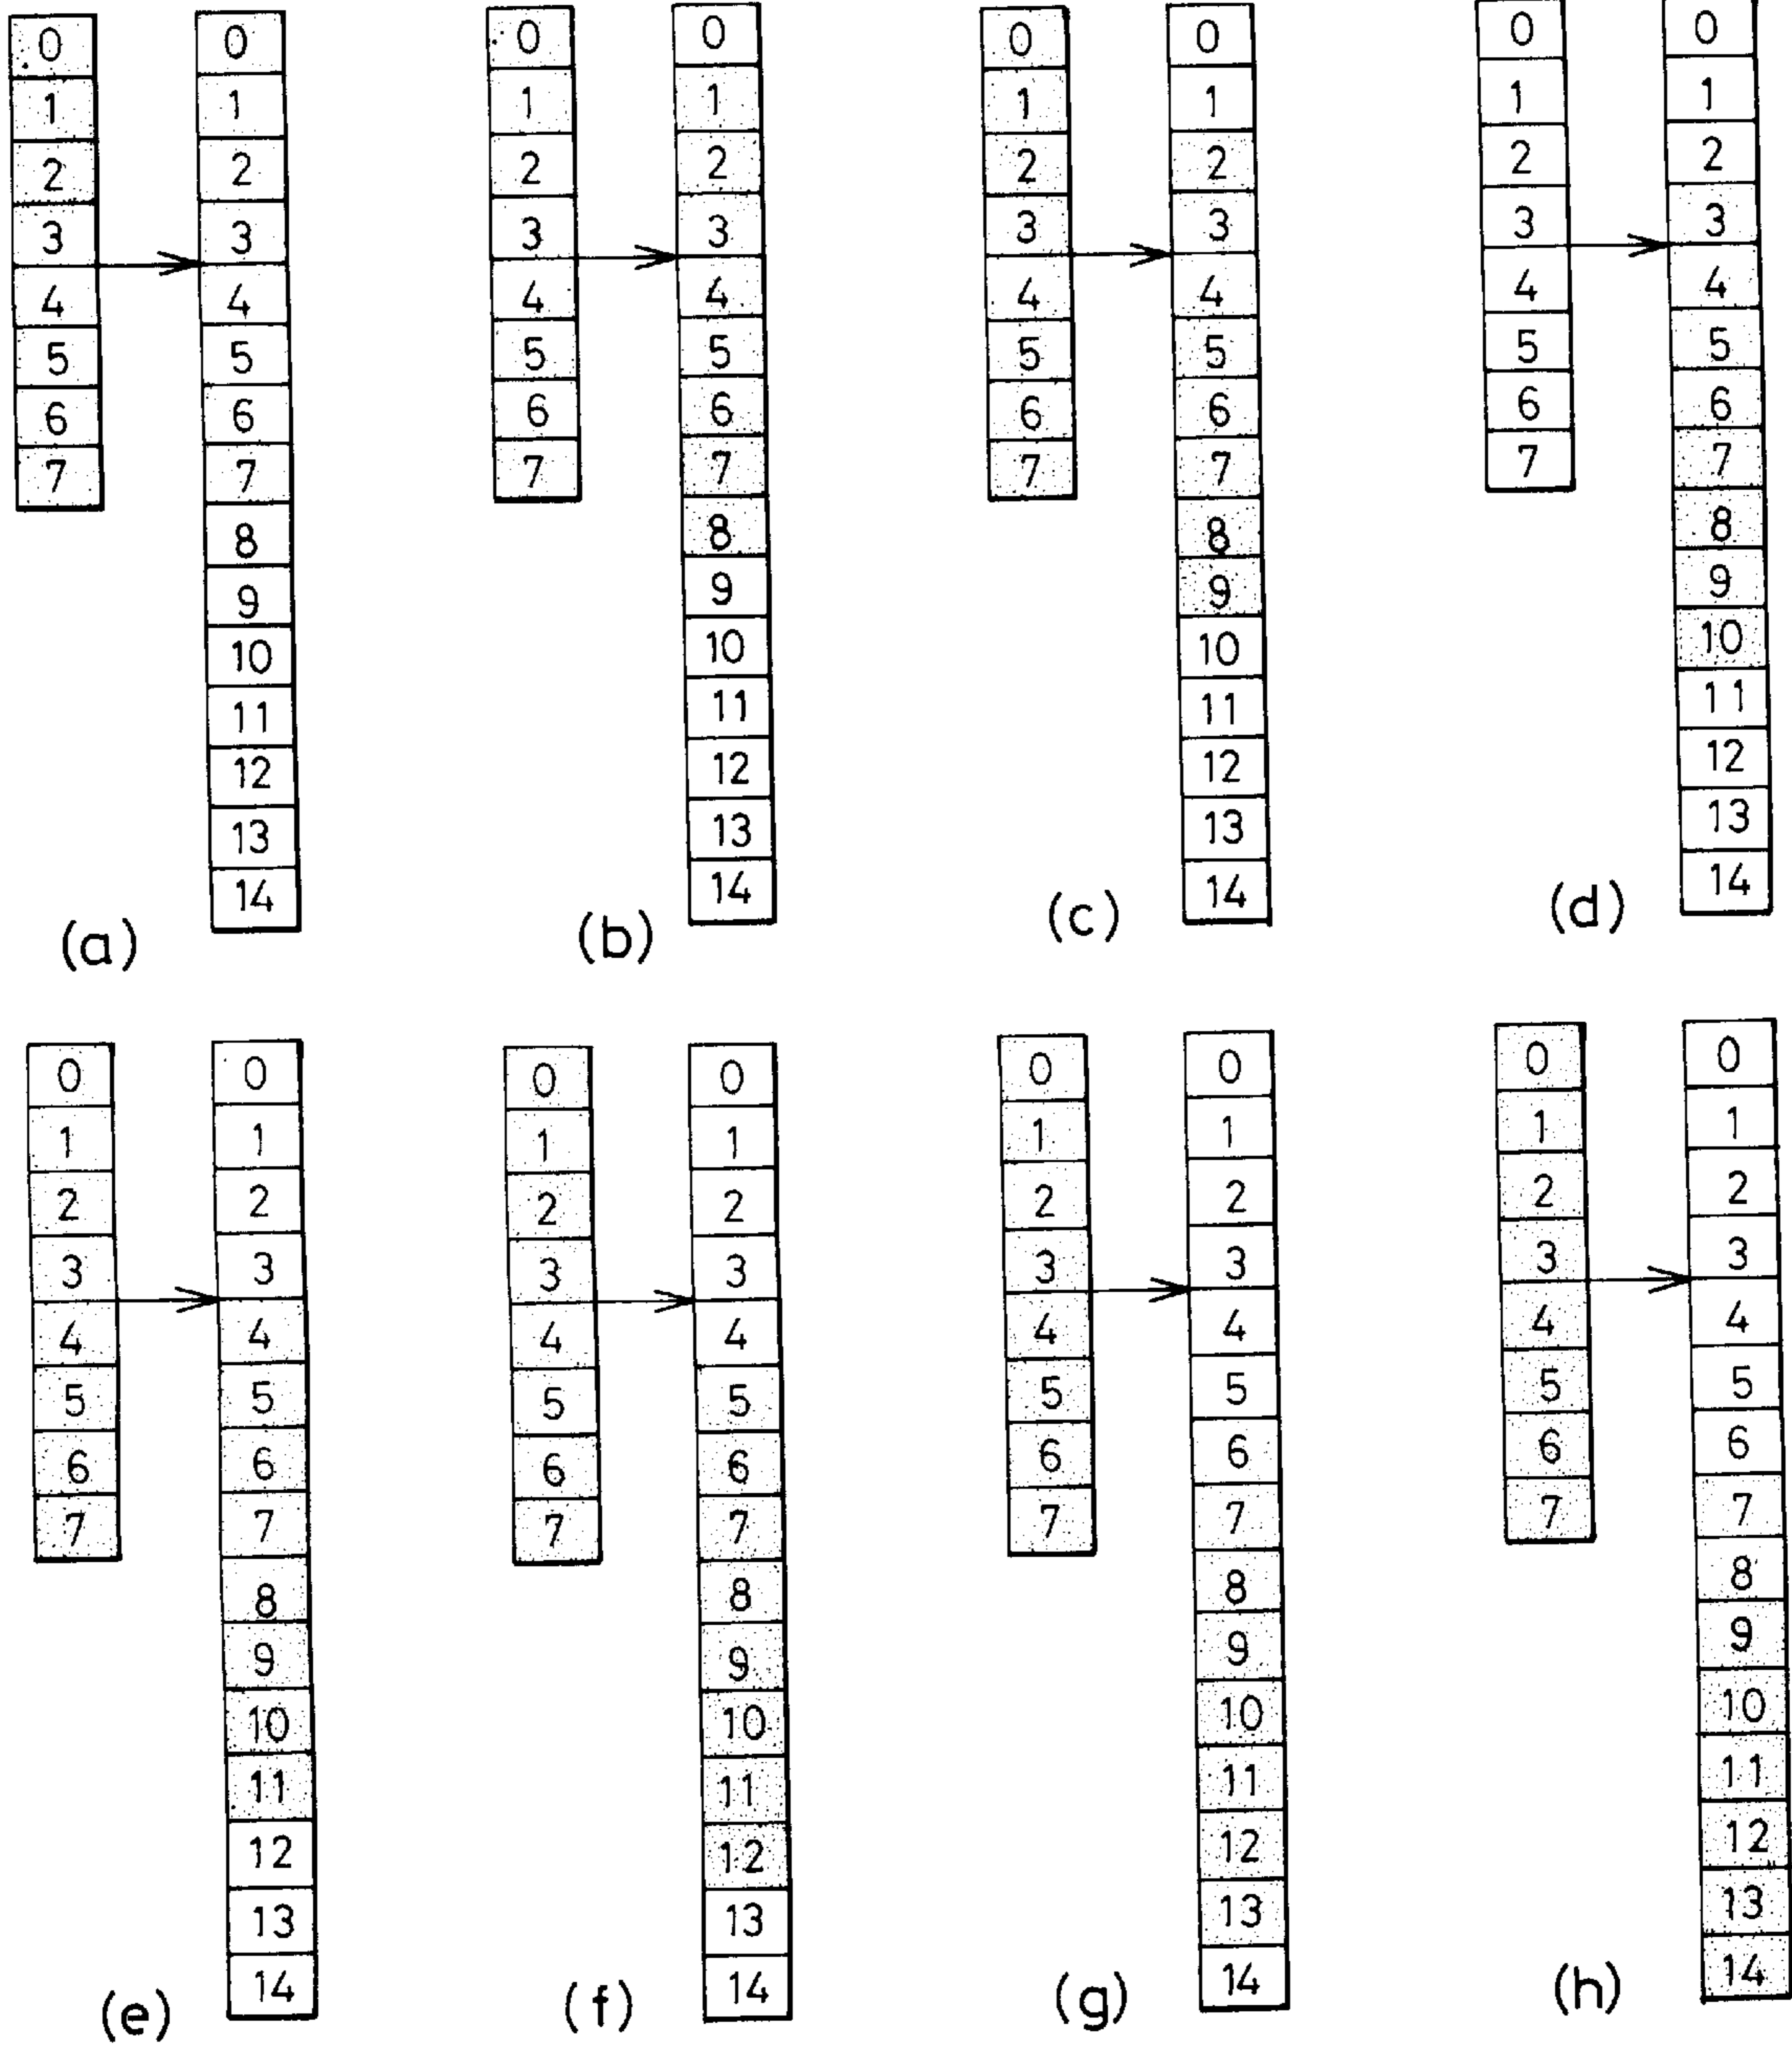 0 0 0 0 0 0 0 0
1 1 1 1 1 1 1 1
2 2 2 2 2 2 2 2
3 3 3 3 3 3 3 3
4 4 4 4 4 4 4 4
5 5 5 5 5 5 5 5
6 6 6 6 6 6 6 6
7 7 7 7 7 7 7 7
8 8 8 8
9 9 9 9
10 10 10 10
11 11 11 11
12 12 12 12
13 13 13 13
14 14 14 14
(a) (b) (c) (d)
0 0 0 0 0 0 0 0
1 1 1 1 1 1 1 1
2 2 2 2 2 2 2 2
3 3 3 3 3 3 3 3
4 4 4 4 4 4 4 4
5 5 5 5 5 5 5 5
6 6 6 6 6 6 6 6
7 7 7 7 7 7 7 7
8 8 8 8
9 9 9 9
10 10 10 10
11 11 11 11
12 12 12 12
13 13 13 13
14 14 14 14
(e) (f) (g) (h)